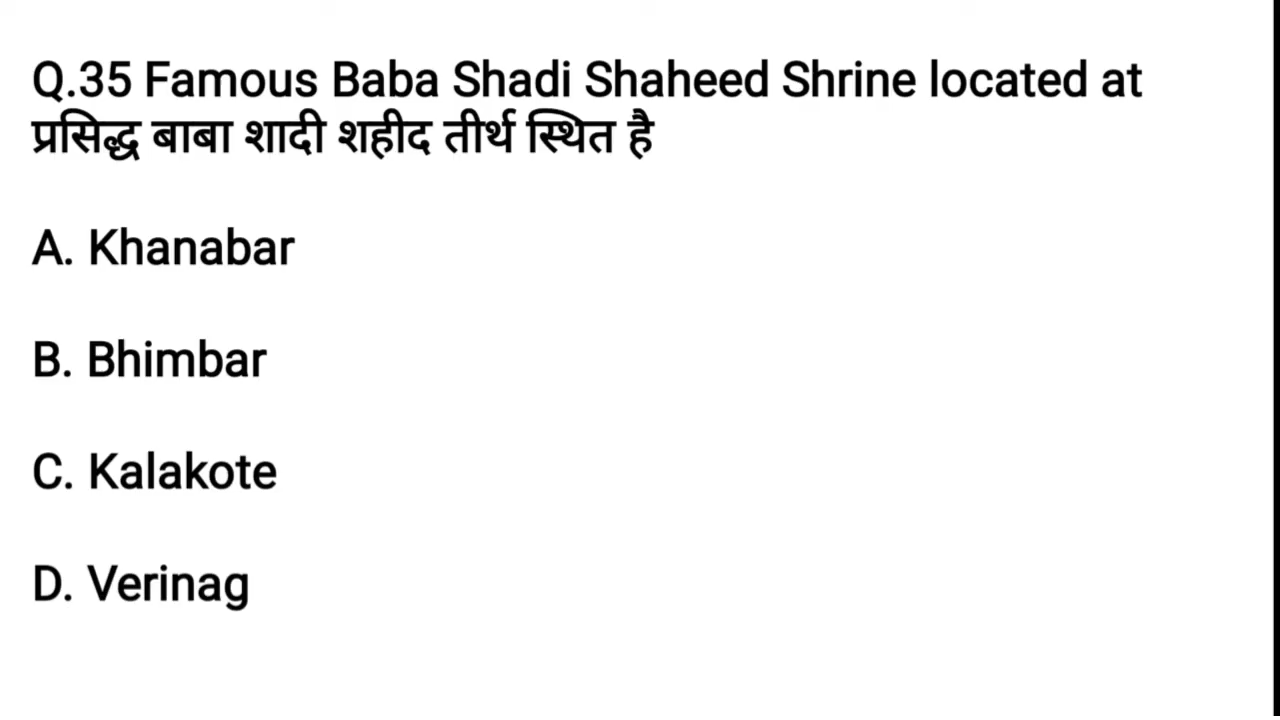 Q.35 Famous Baba Shadi Shaheed Shrine located at
प्रसिद्ध बाबा शादी शहीद तीर्थ स्थित है
A. Khanabar
B. Bhimbar
C. Kalakote
D. Verinag